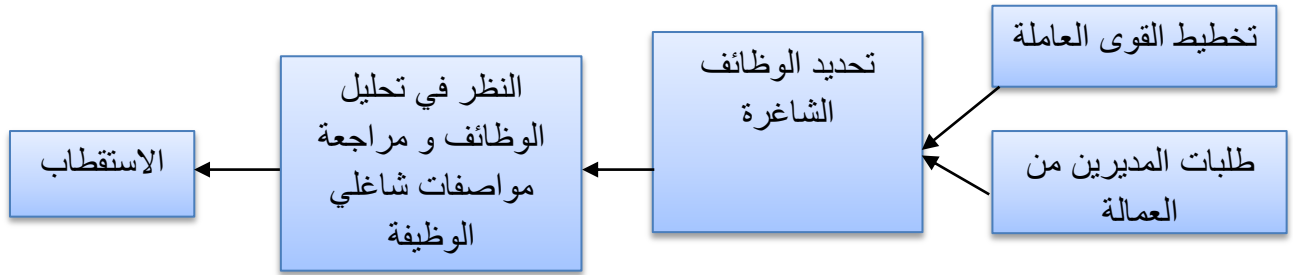 تخطيط القوى العاملة
طلبات المديرين من
العمالة
تحديد الوظائف
الشاغرة
النظر في تحليل
الوظائف و مراجعة
مواصفات شاغلي
الوظيفة
الاستقطاب